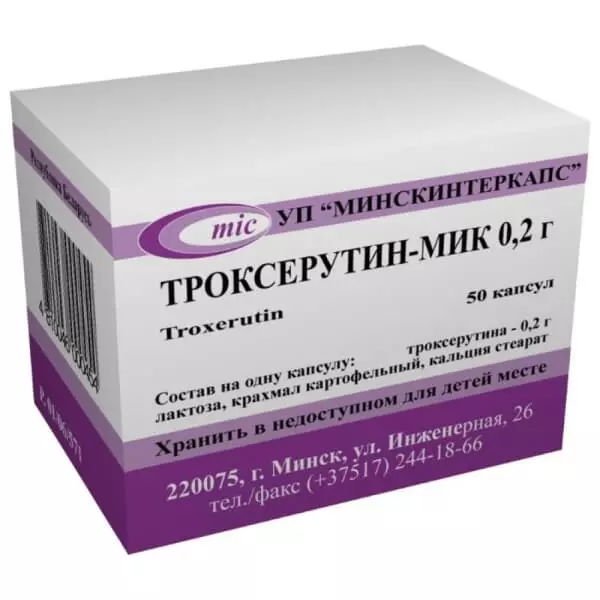 mic
УП "МИНСКИНТЕРКАПС"
ТРОКСЕРУТИН-МИК 0,2 г
Troxerutin
50 капсул
Состав на одну капсулу: троксерутина - 0,2 г
лактоза, крахмал картофельный, кальция стеарат
Хранить в недоступном для детей месте
220075, г. Минск, ул. Инженерная, 26
тел./факс (+37517) 244-18-66
Республика Беларусь